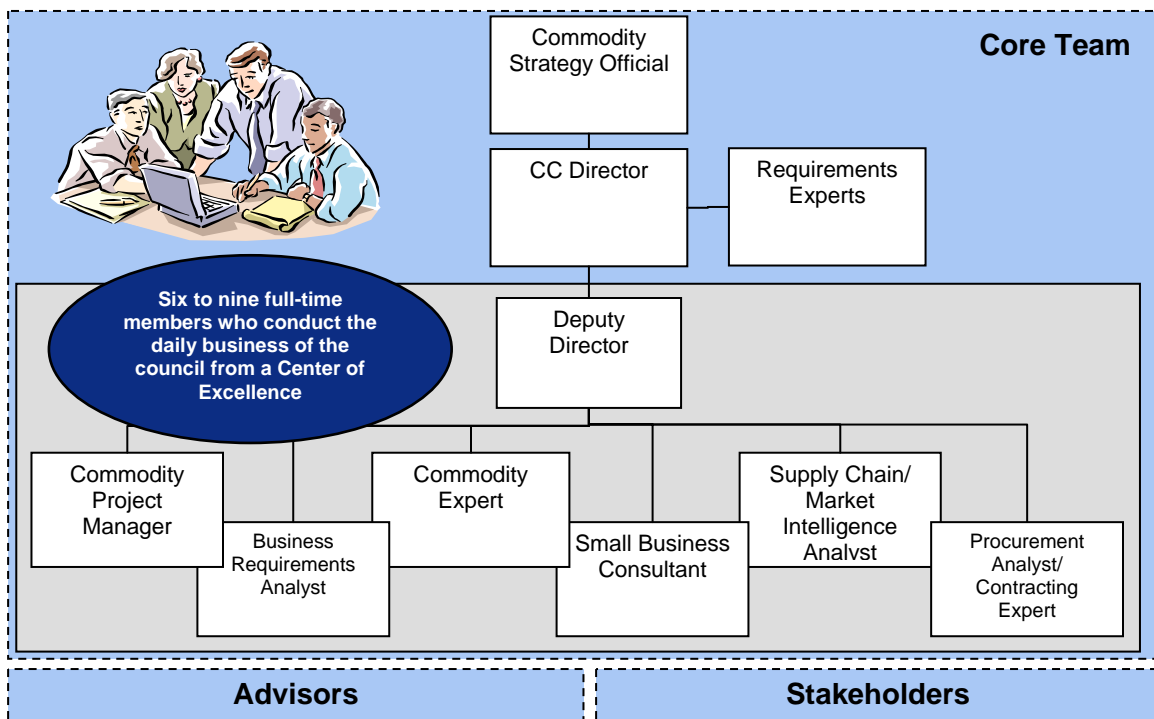 Core Team
Commodity
Strategy Official
CC Director
Requirements
Experts
Six to nine full-time
members who conduct the
daily business of the
council from a Center of
Excellence
Deputy
Director
Commodity
Project
Manager
Business
Requirements
Analyst
Commodity
Expert
Small Business
Consultant
Supply Chain/
Market
Intelligence
Analyst
Procurement
Analyst/
Contracting
Expert
Advisors
Stakeholders